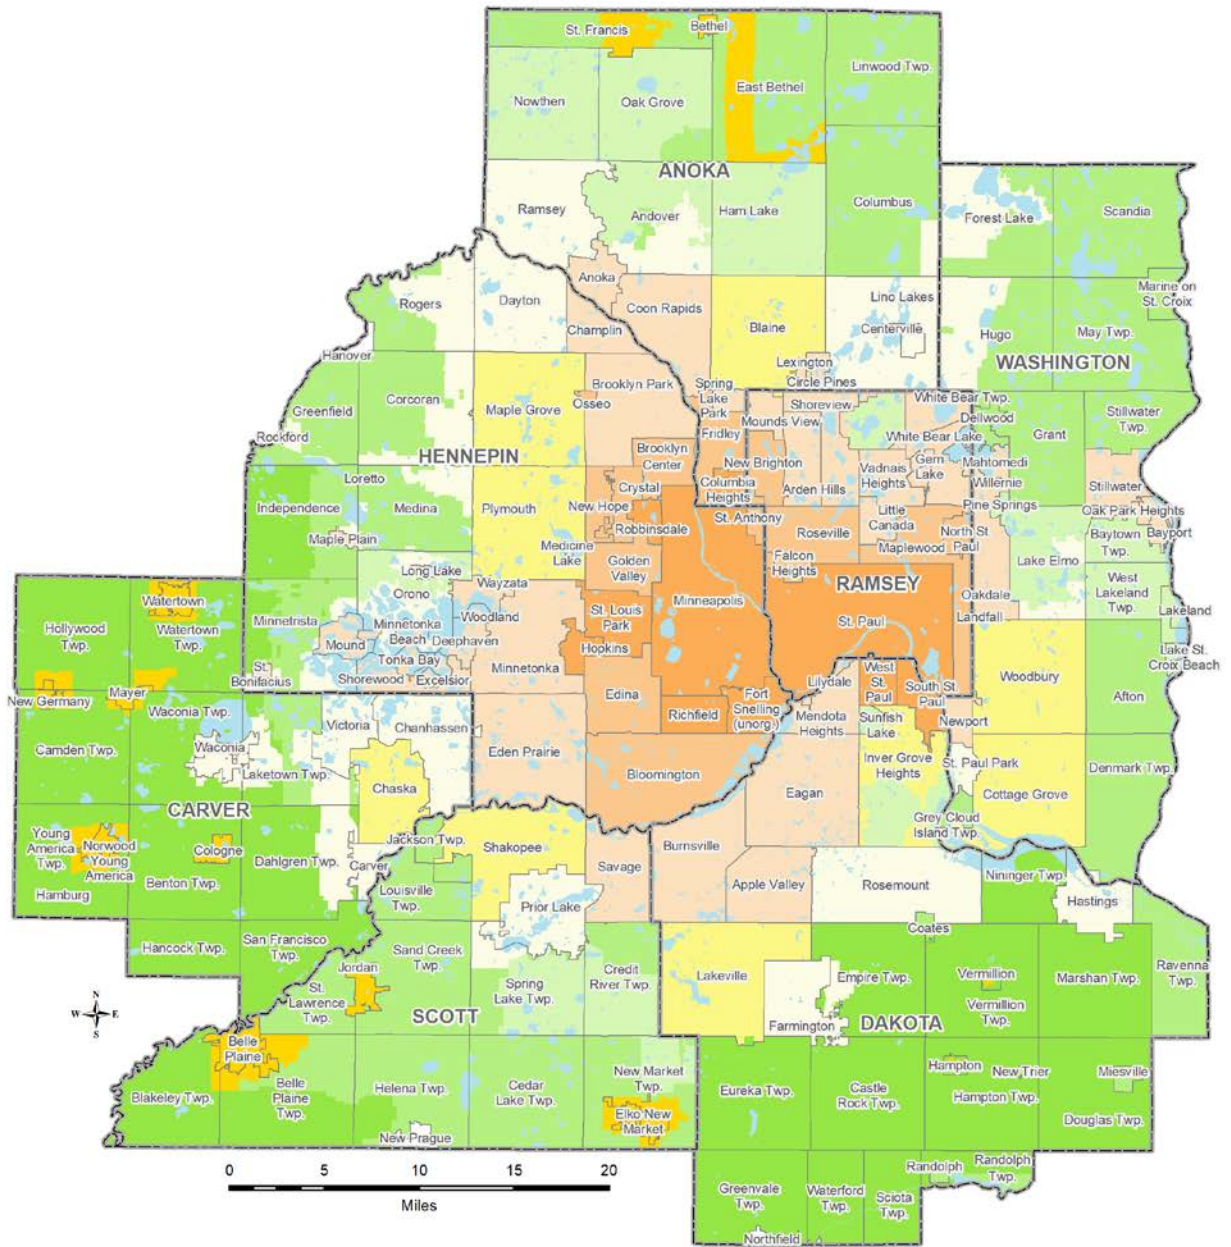 St. Francis
Bethel
Linwood Twp.
East Bethel
Nowthen
Oak Grove
ANOKA
Ramsey
Andover
Ham Lake
Columbus
Forest Lake
Scandia
Anoka
Rogers
Dayton
Coon Rapids
Champlin
Blaine
Lino Lakes
Centerville
Hugo
May Twp.
Marine on
St. Croix
WASHINGTON
Hanover
Lexington
Circle Pines
Brooklyn Park
Spring
Lake
Park
Osseo
Corcoran
Maple Grove
Greenfield
Rockford
Shoreview
Mounds View
White Bear Twp.
Dellwood
White Bear Lake
Grant
Stillwater
Twp.
Fridley
HENNEPIN
Brooklyn
Center
New Brighton
Arden Hills
Vadnais
Heights
Gem
Lake
Mahtomedi
Willernie
Pine Springs
Stillwater
Oak Park Heights
Bayport
Baytown
Twp.
Loretto
Independence
Medina
Plymouth
Crystal
Columbia
Heights
New Hope
Robbinsdale
St. Anthony
Roseville
Little
Canada
North St.
Paul
Maplewood
Maple Plain
Medicine
Lake
Golden
Valley
Falcon
Heights
Lake Elmo
West
Lakeland
Twp.
Lakeland
Lake St.
Croix Beach
Long Lake
Orono
Wayzata
Woodland
RAMSEY
Oakdale
Landfall
Watertown
Watertown
Twp.
Hollywood
Twp.
Minnetrista
Minnetonka
Beach
Mound
Deephaven
Tonka Bay
Shorewood
Excelsior
St. Louis
Park
Hopkins
Minneapolis
St. Paul
St.
Bonifacius
Minnetonka
Edina
Richfield
Fort
Snelling
(unorg.)
Lilydale
West
St.
Paul
South St.
Paul
Woodbury
Afton
Mayer
New Germany
Waconia Twp.
Mendota
Heights
Sunfish
Lake
Newport
Camden Twp.
Waconia
Victoria
Chanhassen
Laketown Twp.
Eden Prairie
Bloomington
Inver Grove
Heights
St. Paul Park
Denmark Twp.
Chaska
Eagan
Cottage Grove
CARVER
Grey Cloud
Island Twp.
Young
America
Twp.
Norwood
Young
America
Cologne
Dahlgren Twp.
Jackson Twp.
Shakopee
Carver
Burnsville
Savage
Hamburg
Benton Twp.
Louisville
Twp.
Prior Lake
Apple Valley
Rosemount
Nininger Twp.
Hastings
Coates
Hancock Twp.
San Francisco
Twp.
Sand Creek
Twp.
Jordan
Spring
Lake Twp.
Credit
River Twp.
Lakeville
Empire Twp.
Vermillion
Vermillion
Twp.
Marshan Twp.
Ravenna
Twp.
N
W E
S
St.
Lawrence
Twp.
SCOTT
Farmington
DAKOTA
Belle
Plaine
Blakeley Twp.
Belle
Plaine
Twp.
Helena Twp.
Cedar
Lake Twp.
New Market
Twp.
Elko New
Market
New Prague
Eureka Twp.
Castle
Rock Twp.
Hampton
New Trier
Hampton Twp.
Miesville
Douglas Twp.
0 5 10 15 20
Miles
Randolph
Randolph
Twp.
Greenvale
Twp.
Waterford
Twp.
Sciota
Twp.
Northfield